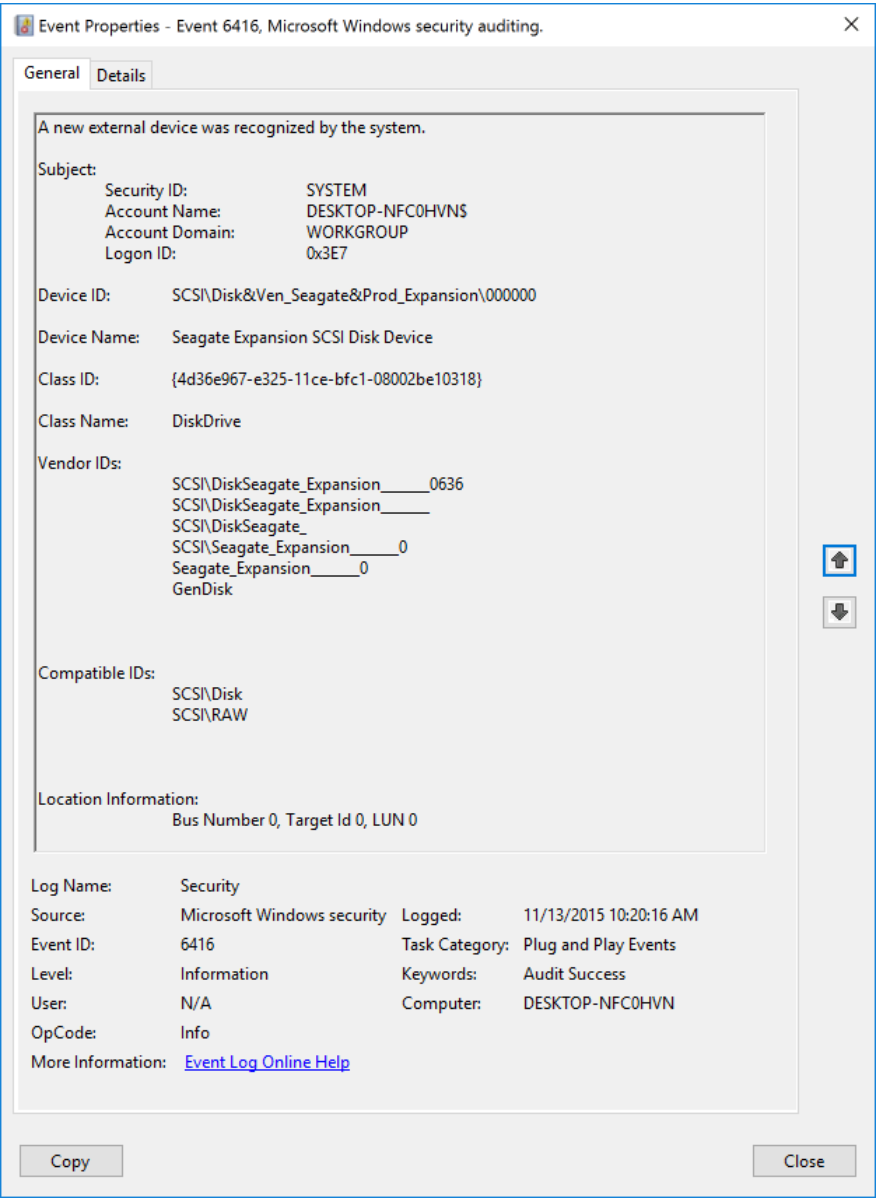 Event Properties - Event 6416, Microsoft Windows security auditing.
General Details
A new external device was recognized by the system.
Subject:
Security ID: SYSTEM
Account Name: DESKTOP-NFC0HVN$
Account Domain: WORKGROUP
Logon ID: 0x3E7
Device ID: SCSI\Disk&Ven_Seagate&Prod_Expansion\000000
Device Name: Seagate Expansion SCSI Disk Device
Class ID: {4d36e967-e325-11ce-bfc1-08002be10318}
Class Name: DiskDrive
Vendor IDs:
SCSI\DiskSeagate_Expansion_______0636
SCSI\DiskSeagate_Expansion_______
SCSI\DiskSeagate_
SCSI\Seagate_Expansion_______0
Seagate_Expansion_______0
GenDisk
Compatible IDs:
SCSI\Disk
SCSI\RAW
Location Information:
Bus Number 0, Target Id 0, LUN 0
Log Name: Security
Source: Microsoft Windows security Logged: 11/13/2015 10:20:16 AM
Event ID: 6416 Task Category: Plug and Play Events
Level: Information Keywords: Audit Success
User: N/A Computer: DESKTOP-NFC0HVN
OpCode: Info
More Information: Event Log Online Help
Copy Close